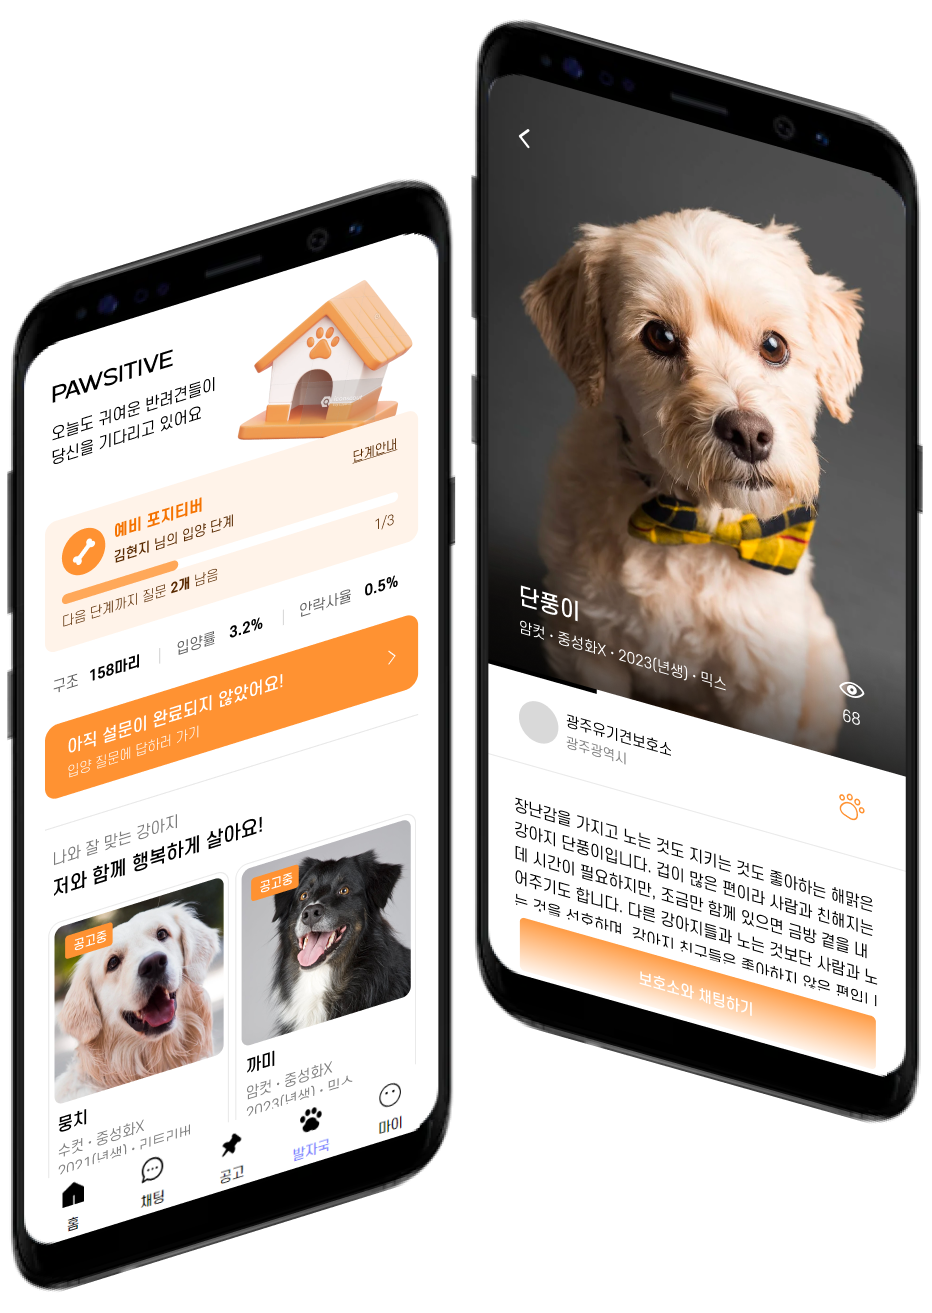 PAWSITIVE
오늘도 귀여운 반려견들이
당신을 기다리고 있어요
단계안내
예비 포지티버
김현지 님의 입양 단계
1/3
다음 단계까지 질문 2개 남음
구조 158마리
입양률 3.2%
안락사율 0.5%
아직 설문이 완료되지 않았어요!
입양 질문에 답하러 가기
나와 잘 맞는 강아지
저와 함께 행복하게 살아요!
공고중
공고중
뭉치
수컷 · 중성화X
2021(년생) · 리트리버
까미
암컷 · 중성화X
2023(년생) · 믹스
홈
채팅
공고
발자국
마이
단풍이
암컷 · 중성화X · 2023(년생) · 믹스
68
광주유기견보호소
광주광역시
장난감을 가지고 노는 것도 지키는 것도 좋아하는 해맑은
강아지 단풍이입니다. 겁이 많은 편이라 사람과 친해지는
데 시간이 필요하지만, 조금만 함께 있으면 금방 곁을 내
어주기도 합니다. 다른 강아지들과 노는 것보단 사람과 노
는 것을 선호하며, 강아지 친구들은 좋아하지 않은 편입니
보호소와 채팅하기